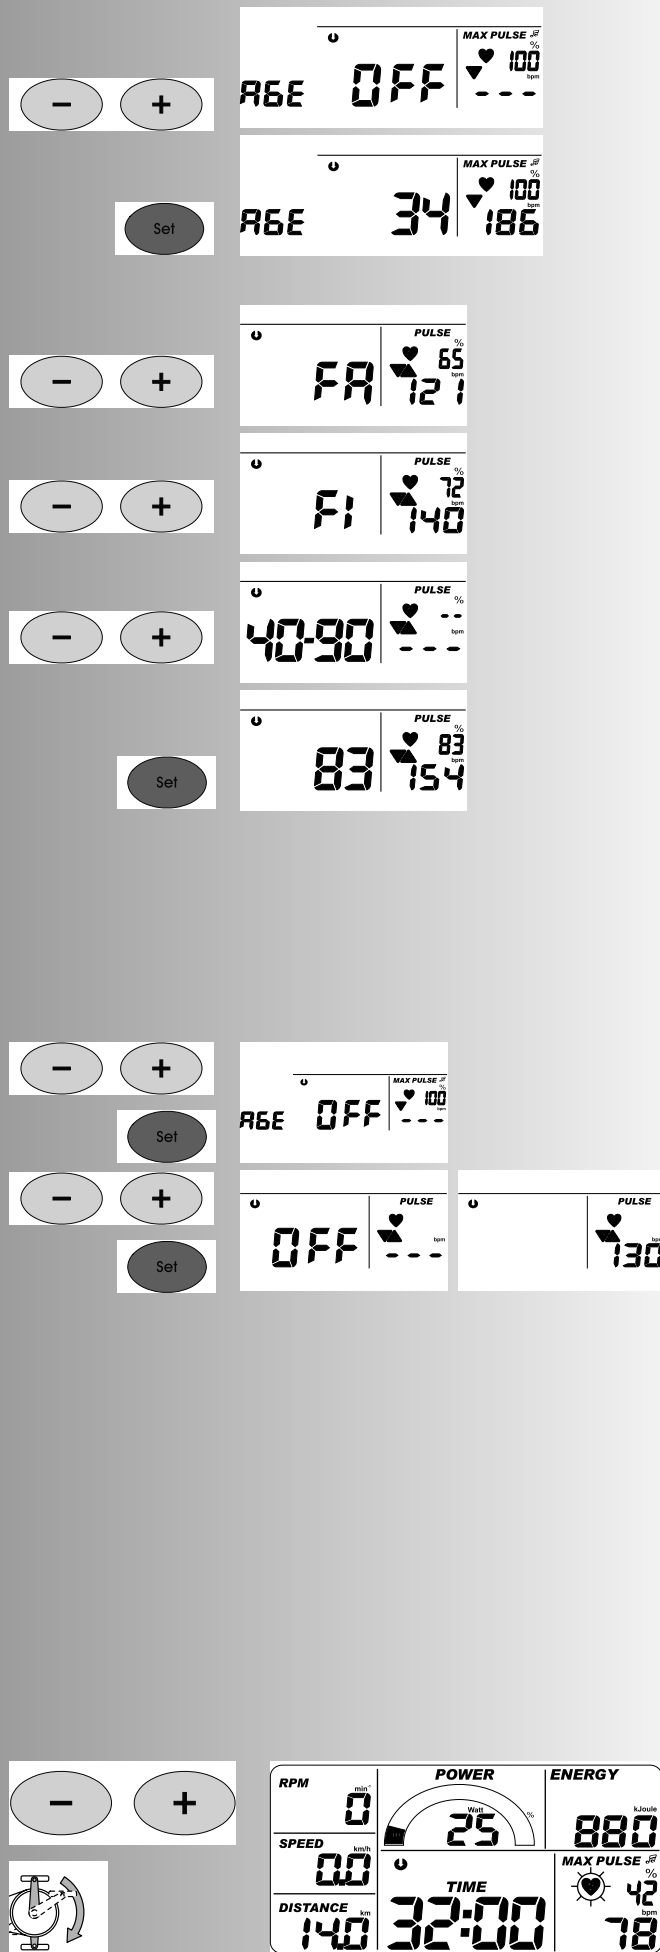 MAX PULSE
%
100
bpm
AGE OFF - - -
− +
MAX PULSE
%
100
bpm
AGE 34 186
Set
PULSE
%
65
bpm
FA 121
− +
PULSE
%
72
bpm
FI 140
− +
PULSE
%
--
bpm
40-90 - - -
− +
PULSE
%
83
bpm
83 154
Set
− +
MAX PULSE
%
100
bpm
AGE OFF - - -
Set
− +
PULSE
bpm
OFF - - -
PULSE
bpm
130
Set
− +
RPM
min
0
POWER
Watt
25
%
ENERGY
kJoule
880
SPEED
km/h
0.0
DISTANCE
km
14.0
TIME
32:00
MAX PULSE
%
42
bpm
78